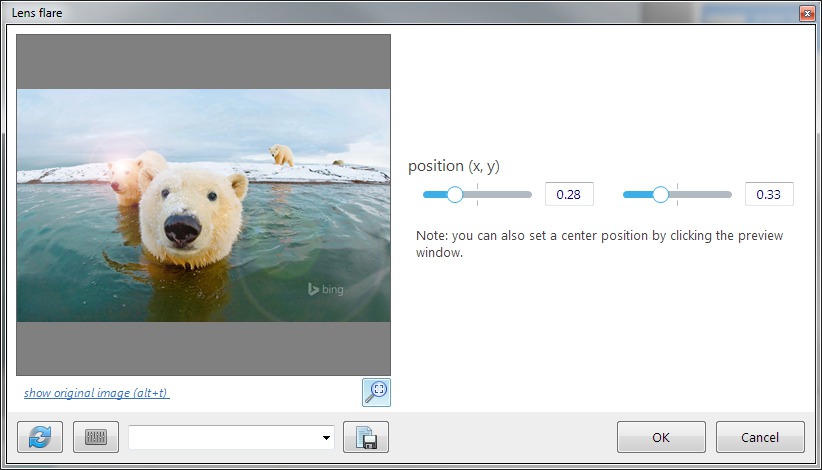 Lens flare
position (x, y)
0.28
0.33
Note: you can also set a center position by clicking the preview
window.
bing
show original image (alt+t)
OK
Cancel